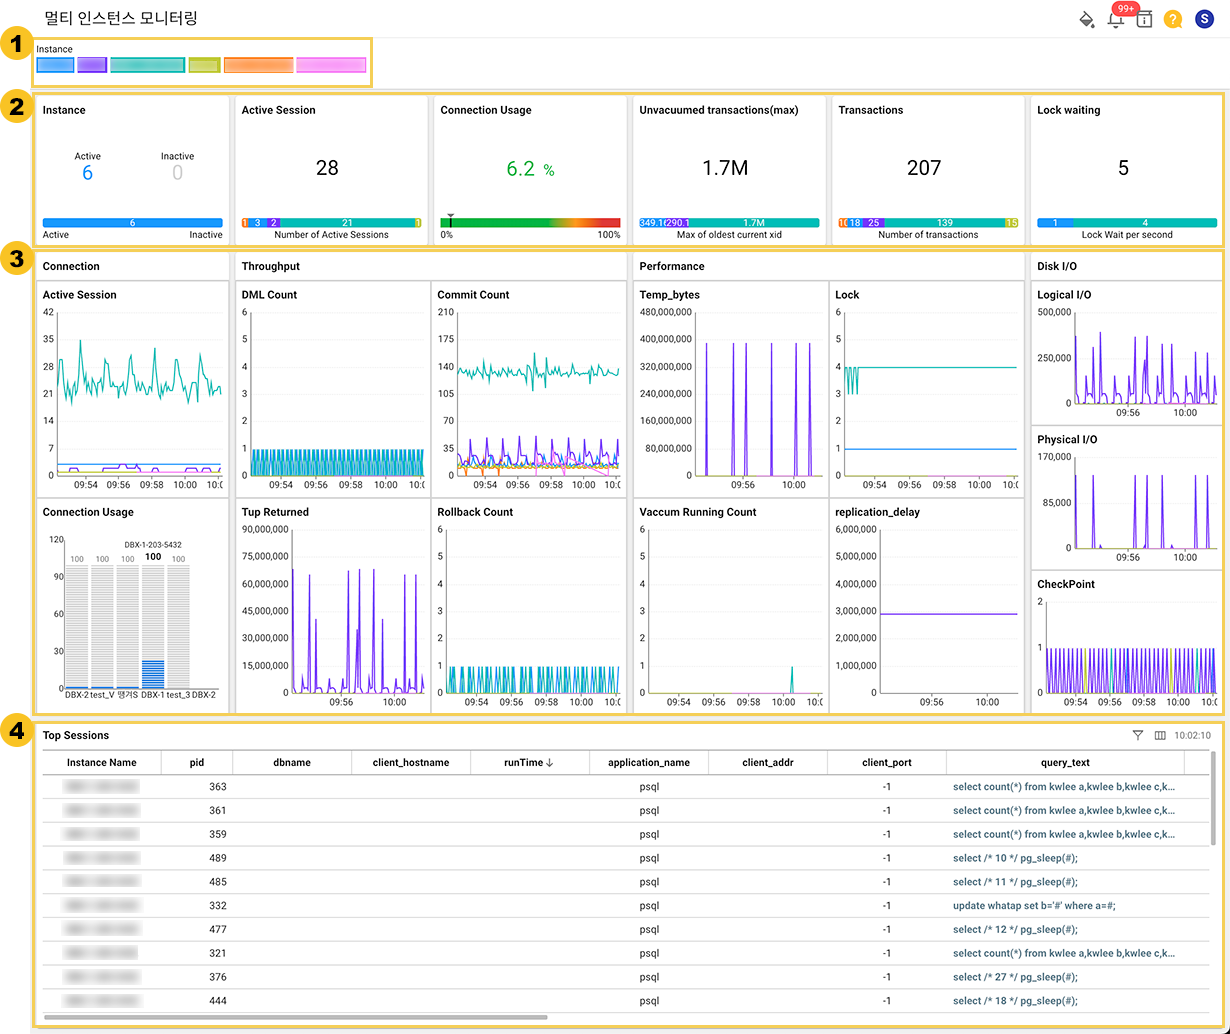 멀티 인스턴스 모니터링
99+
?
S
1
Instance
2
Instance
Active
6
Inactive
0
6
Active Inactive
Active Session
28
1 3 2 21 1
Number of Active Sessions
Connection Usage
6.2 %
0% 100%
Unvacuumed transactions(max)
1.7M
349.1 290.1 1.7M
Max of oldest current xid
Transactions
207
18 25 139 15
Number of transactions
Lock waiting
5
1 4
Lock Wait per second
3
Connection
Throughput
Performance
Disk I/O
Active Session
42
35
28
21
14
7
0
09:54 09:56 09:58 10:00 10:0
DML Count
6
5
4
3
2
1
0
09:54 09:56 09:58 10:00 10:0
Commit Count
210
175
140
105
70
35
0
09:54 09:56 09:58 10:00 10:0
Temp_bytes
480,000,000
400,000,000
320,000,000
240,000,000
160,000,000
80,000,000
0
09:56 10:00
Lock
6
5
4
3
2
1
0
09:54 09:56 09:58 10:00 10:0
Logical I/O
500,000
250,000
0
09:56 10:00
Physical I/O
170,000
85,000
0
09:56 10:00
Connection Usage
120
90
60
30
0
DBX-1-203-5432
100 100 100 100 100
DBX-2 test_V 맹기S DBX-1 test_3 DBX-2
Tup Returned
90,000,000
75,000,000
60,000,000
45,000,000
30,000,000
15,000,000
0
09:56 10:00
Rollback Count
6
5
4
3
2
1
0
09:54 09:56 09:58 10:00 10:0
Vaccum Running Count
6
5
4
3
2
1
0
09:54 09:56 09:58 10:00 10:0
replication_delay
6,000,000
5,000,000
4,000,000
3,000,000
2,000,000
1,000,000
0
09:56 10:00
CheckPoint
2
1
0
09:54 09:56 09:58 10:00 10:0
4
Top Sessions
10:02:10
Instance Name pid dbname client_hostname runTime ↓ application_name client_addr client_port query_text
363 psql -1 select count(*) from kwlee a,kwlee b,kwlee c,k...
361 psql -1 select count(*) from kwlee a,kwlee b,kwlee c,k...
359 psql -1 select count(*) from kwlee a,kwlee b,kwlee c,k...
489 psql -1 select /* 10 */ pg_sleep(#);
485 psql -1 select /* 11 */ pg_sleep(#);
332 psql -1 update whatap set b='#' where a=#;
477 psql -1 select /* 12 */ pg_sleep(#);
321 psql -1 select count(*) from kwlee a,kwlee b,kwlee c,k...
376 psql -1 select /* 27 */ pg_sleep(#);
444 psql -1 select /* 18 */ pg_sleep(#);